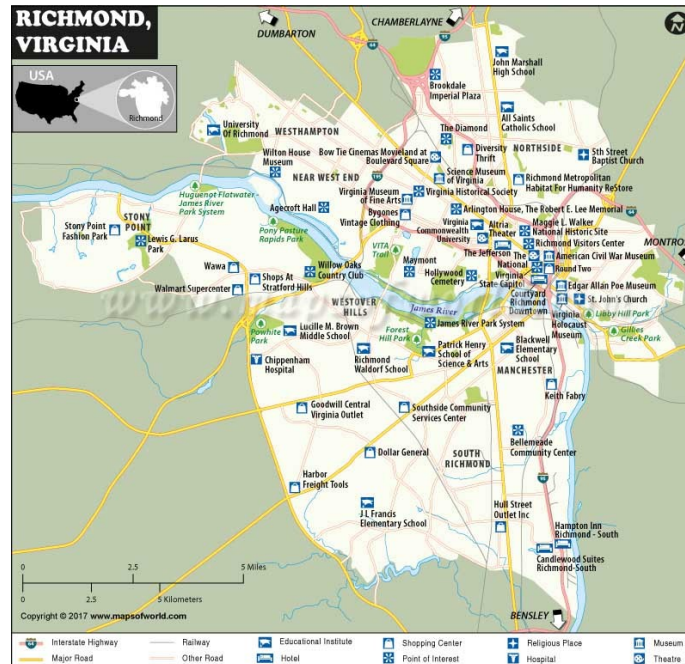 RICHMOND,
VIRGINIA
USA
Richmond
DUMBARTON
CHAMBERLAYNE
64
95
N
John Marshall
High School
Brookdale
Imperial Plaza
All Saints
Catholic School
University
Of Richmond
WESTHAMPTON
The Diamond
NORTHSIDE
Bow Tie Cinemas Movieland at
Boulevard Square
Diversity
Thrift
5th Street
Baptist Church
Wilton House
Museum
195
Science Museum
of Virginia
NEAR WEST END
Richmond Metropolitan
Habitat For Humanity ReStore
Huguenot Flatwater -
James River
Park System
Virginia Museum
of Fine Arts
Virginia Historical Society
64
Agecroft Hall
Bygones
Vintage Clothing
Arlington House, The Robert E. Lee Memorial
STONY
POINT
Stony Point
Fashion Park
Pony Pasture
Rapids Park
Virginia
Commonwealth
University
Altria
Theater
Maggie L. Walker
National Historic Site
Lewis G. Larus
Park
VITA
Trail
Richmond Visitors Center
MONTROS
The Jefferson
The
National
American Civil War Museum
Wawa
Willow Oaks
Country Club
Maymont
Hollywood
Cemetery
Virginia
State Capitol
Round Two
Shops At
Stratford Hills
Walmart Supercenter
Edgar Allan Poe Museum
Courtyard
Richmond
Downtown
St. John's Church
WESTOVER
HILLS
James River
Virginia
Holocaust
Museum
Libby Hill Park
Gillies
Creek Park
Powhite
Park
Lucille M. Brown
Middle School
Forest
Hill Park
James River Park System
Chippenham
Hospital
Richmond
Waldorf School
Patrick Henry
School of
Science & Arts
Blackwell
Elementary
School
MANCHESTER
Keith Fabry
Goodwill Central
Virginia Outlet
Southside Community
Services Center
Bellemeade
Community Center
Dollar General
SOUTH
RICHMOND
Harbor
Freight Tools
95
J L Francis
Elementary School
Hull Street
Outlet Inc
Hampton Inn
Richmond - South
Candlewood Suites
Richmond-South
0
2.5
5 Miles
0
2.5
5 Kilometers
Copyright © 2017 www.mapsofworld.com
BENSLEY
64 Interstate Highway
Railway
Educational Institute
Shopping Center
Religious Place
Museum
Major Road
Other Road
Hotel
Point of Interest
Hospital
Theatre